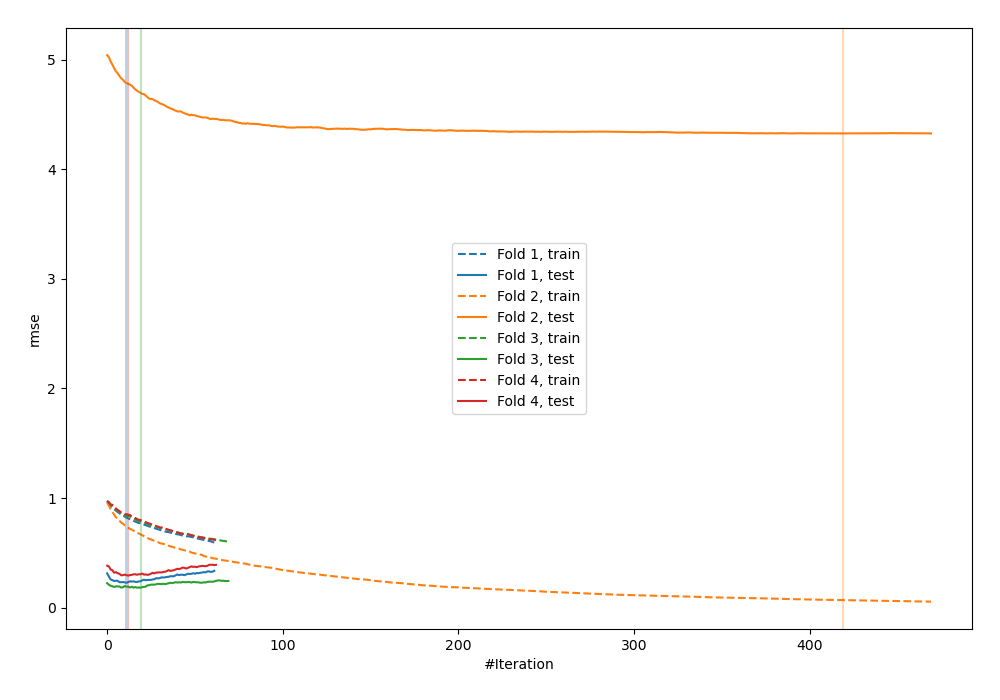 5
4
3
2
1
0
rmse
Fold 1, train
Fold 1, test
Fold 2, train
Fold 2, test
Fold 3, train
Fold 3, test
Fold 4, train
Fold 4, test
0 100 200 300 400
#Iteration